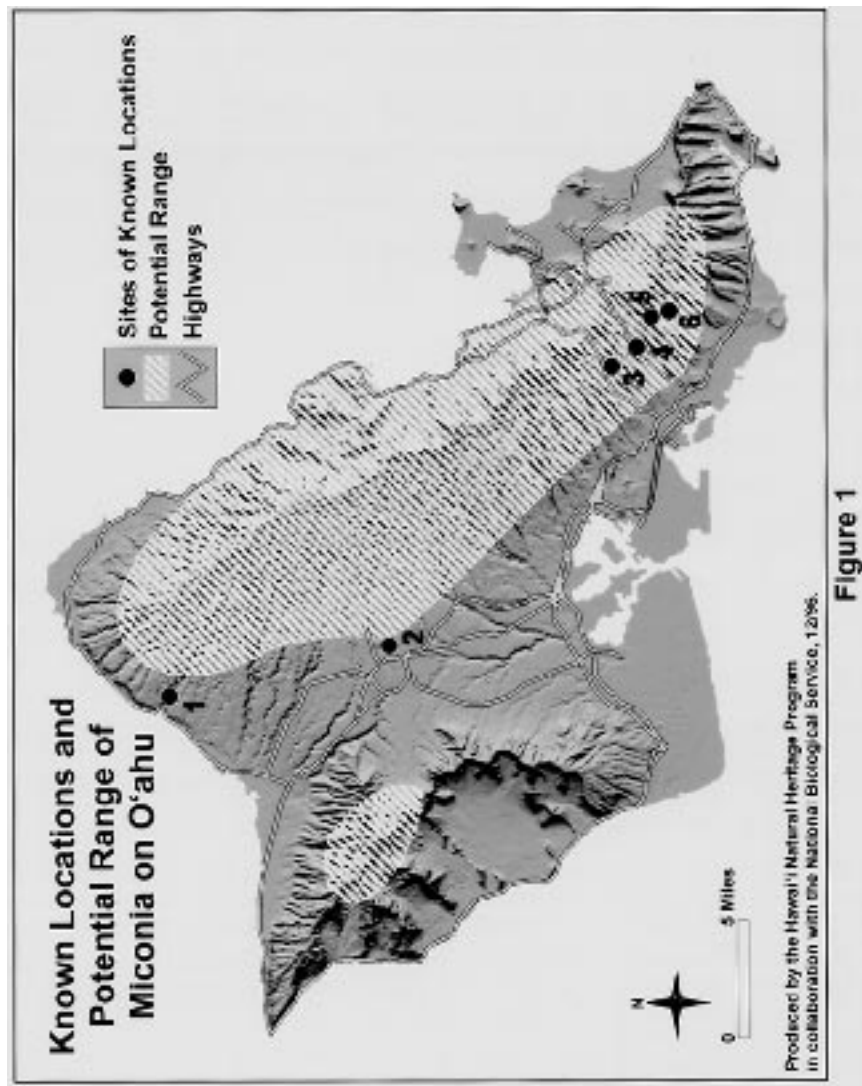 Known Locations and
Potential Range of
Miconia on Oʻahu
Sites of Known Locations
Potential Range
Highways
1
2
3
4
5
6
N
0 5 Miles
Produced by the Hawai'i Natural Heritage Program
in collaboration with the National Biological Service, 12/96.
Figure 1